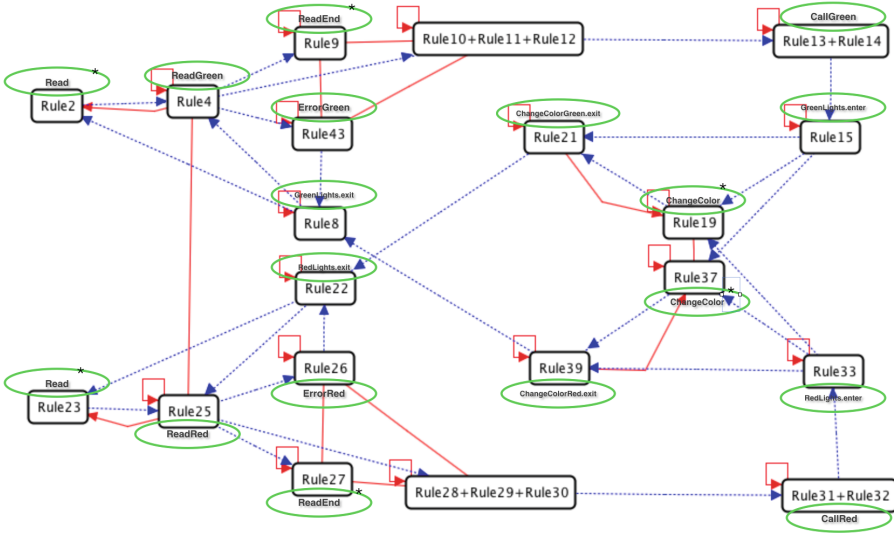 ReadEnd *
Rule9
Rule10+Rule11+Rule12
CallGreen
Rule13+Rule14
Read *
Rule2
ReadGreen
Rule4
ErrorGreen
Rule43
ChangeColorGreen.exit
Rule21
GreenLights.enter
Rule15
GreenLights.exit
Rule8
ChangeColor *
Rule19
RedLights.exit
Rule22
Rule37
ChangeColor *
Rule26
ErrorRed
Rule39
ChangeColorRed.exit
Rule33
RedLights.enter
Read *
Rule23
Rule25
ReadRed
Rule27
ReadEnd *
Rule28+Rule29+Rule30
Rule31+Rule32
CallRed